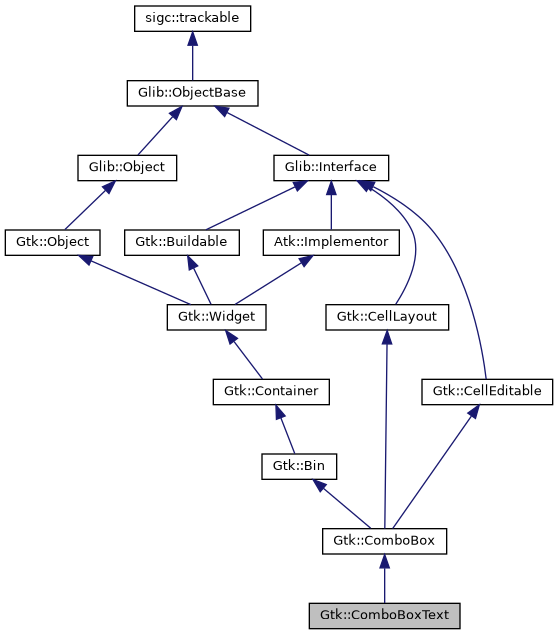 sigc::trackable
Glib::ObjectBase
Glib::Object
Glib::Interface
Gtk::Object
Gtk::Buildable
Atk::Implementor
Gtk::Widget
Gtk::CellLayout
Gtk::Container
Gtk::CellEditable
Gtk::Bin
Gtk::ComboBox
Gtk::ComboBoxText